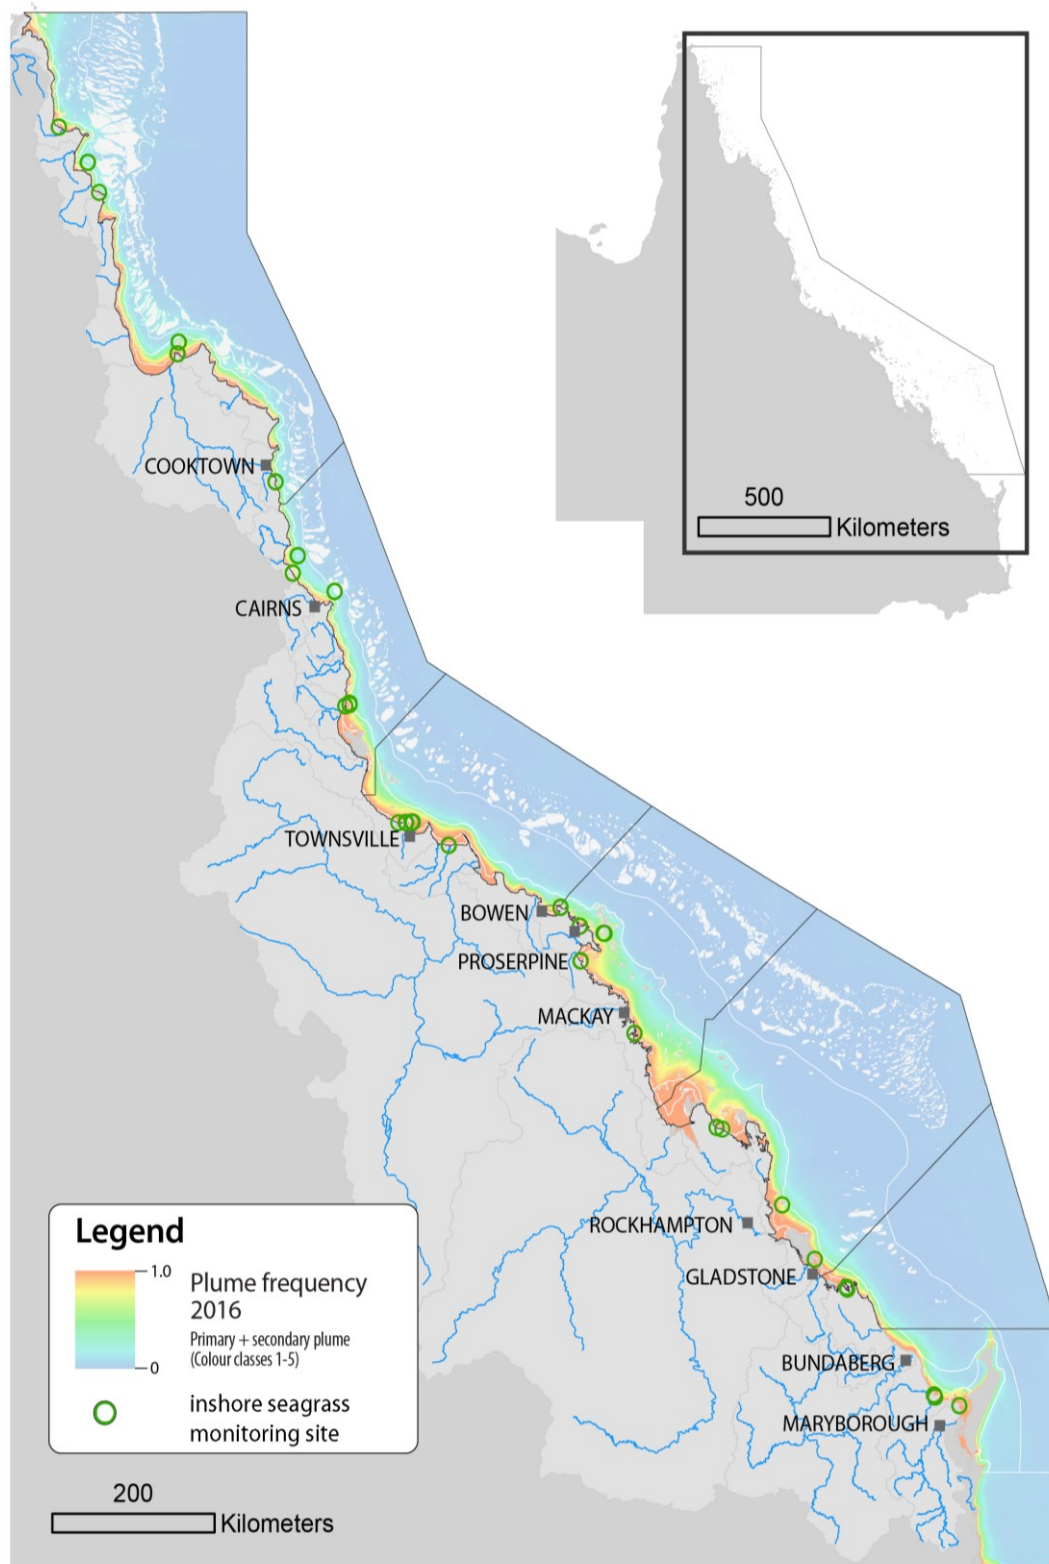 500
Kilometers
COOKTOWN
CAIRNS
TOWNSVILLE
BOWEN
PROSERPINE
MACKAY
ROCKHAMPTON
GLADSTONE
BUNDABERG
MARYBOROUGH
Legend
1.0
Plume frequency
2016
Primary + secondary plume
(Colour classes 1-5)
0
inshore seagrass
monitoring site
200
Kilometers